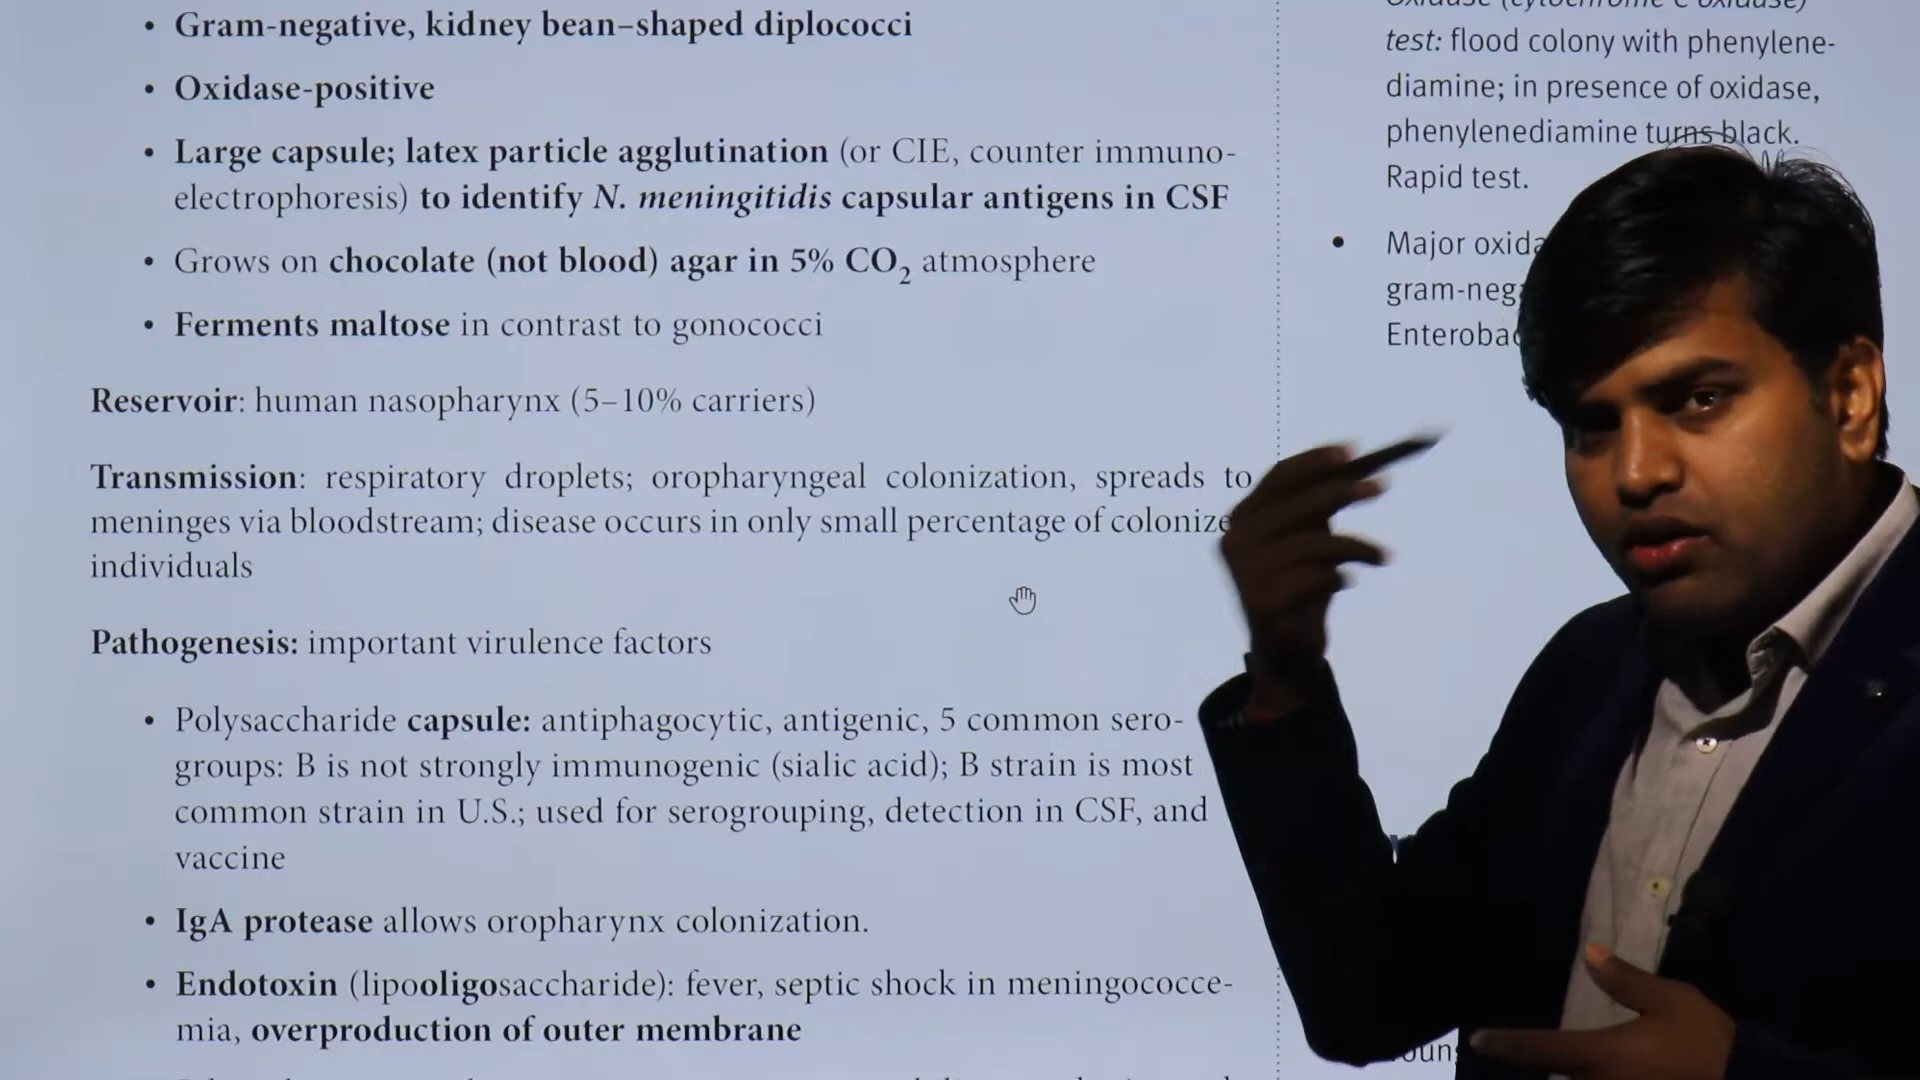 • Gram-negative, kidney bean–shaped diplococci
• Oxidase-positive
• Large capsule; latex particle agglutination (or CIE, counter immuno-
electrophoresis) to identify N. meningitidis capsular antigens in CSF
• Grows on chocolate (not blood) agar in 5% CO2 atmosphere
• Ferments maltose in contrast to gonococci
Reservoir: human nasopharynx (5–10% carriers)
Transmission: respiratory droplets; oropharyngeal colonization, spreads to
meninges via bloodstream; disease occurs in only small percentage of colonize
individuals
Pathogenesis: important virulence factors
• Polysaccharide capsule: antiphagocytic, antigenic, 5 common sero-
groups: B is not strongly immunogenic (sialic acid); B strain is most
common strain in U.S.; used for serogrouping, detection in CSF, and
vaccine
• IgA protease allows oropharynx colonization.
• Endotoxin (lipooligosaccharide): fever, septic shock in meningococce-
mia, overproduction of outer membrane
Oxidase (cytochrome C oxidase)
test: flood colony with phenylene-
diamine; in presence of oxidase,
phenylenediamine turns black.
Rapid test.
• Major oxida
gram-neg
Enteroba